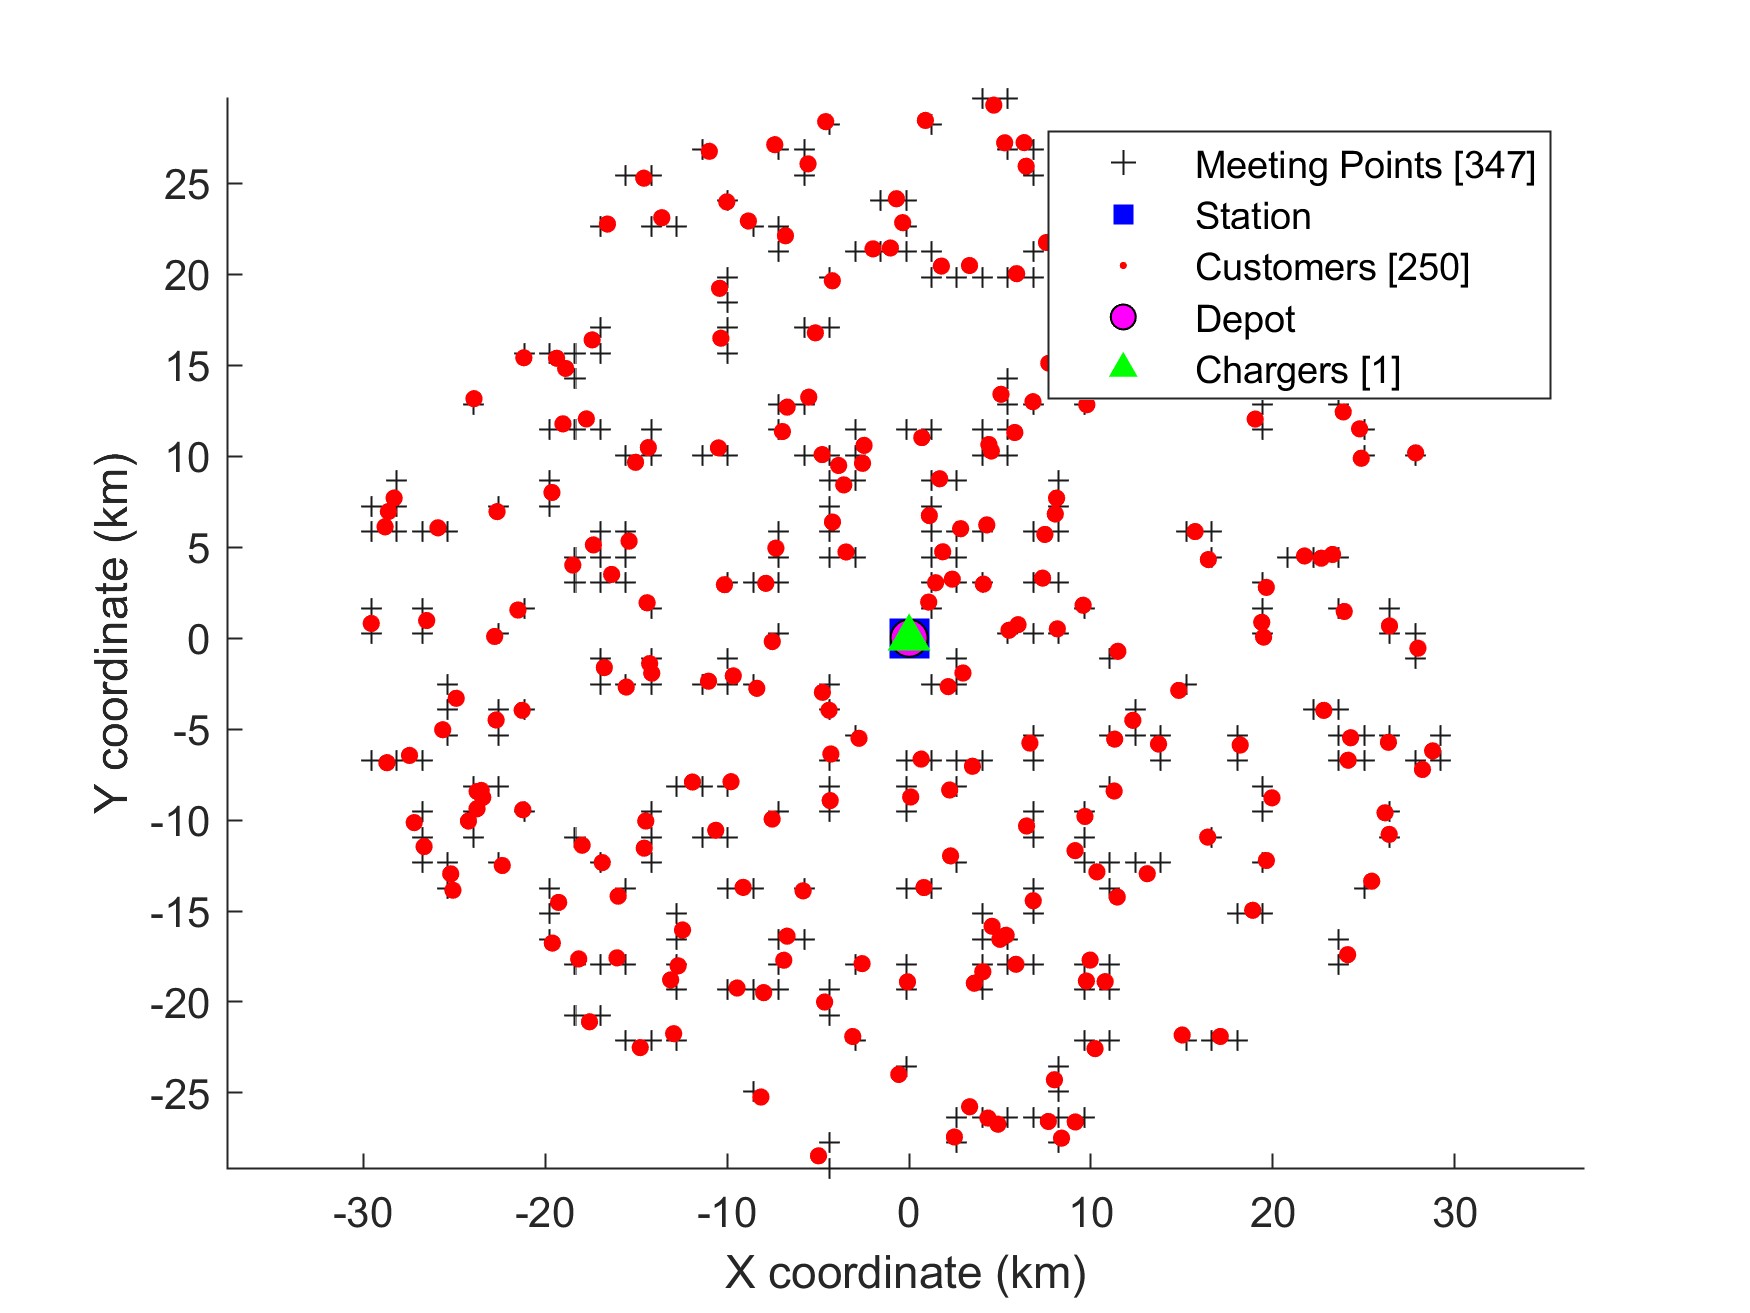 Meeting Points [347]
Station
Customers [250]
Depot
Chargers [1]
25
20
15
10
5
0
-5
-10
-15
-20
-25
Y coordinate (km)
-30 -20 -10 0 10 20 30
X coordinate (km)